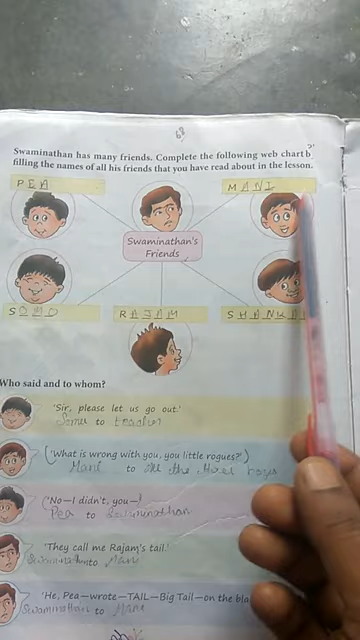 Swaminathan has many friends. Complete the following web chart b
filling the names of all his friends that you have read about in the lesson.
PEA
MANI
Swaminathan's
Friends
SOMU
RAJAM
SHANKA
Who said and to whom?
'Sir, please let us go out.'
Somu to teacher
('What is wrong with you, you little rogues?')
Mani to all the three boys
('No—I didn't, you—')
Pea to Swaminathan
'They call me Rajam's tail.'
Swaminathan to Mani
'He, Pea—wrote—TAIL—Big Tail—on the bla
Swaminathan to Mani